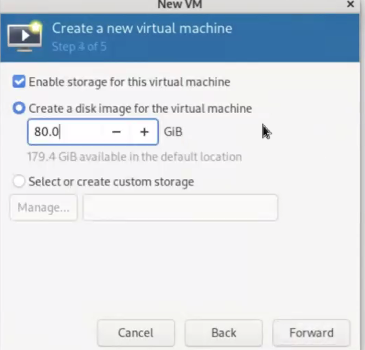 New VM
Create a new virtual machine
Step 4 of 5
Enable storage for this virtual machine
Create a disk image for the virtual machine
80.0 − + GiB
179.4 GiB available in the default location
Select or create custom storage
Manage...
Cancel Back Forward